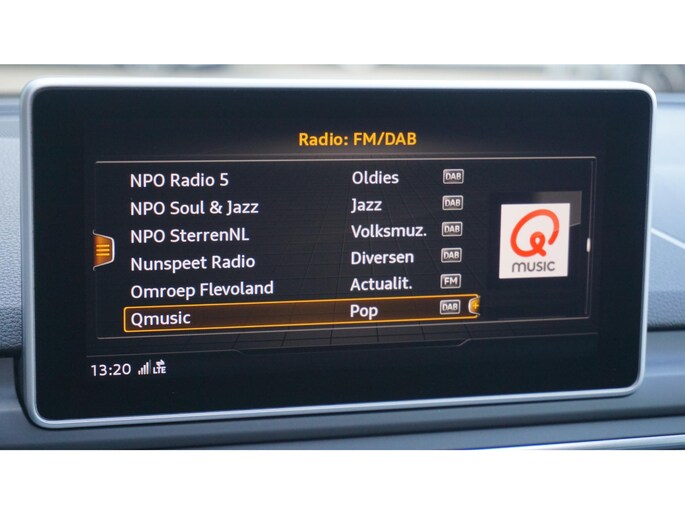 Radio: FM/DAB
NPO Radio 5 Oldies DAB
NPO Soul & Jazz Jazz DAB
NPO SterrenNL Volksmuz. DAB
Nunspeet Radio Diversen DAB
Omroep Flevoland Actualit. FM
Qmusic Pop DAB
Q
MUSIC
13:20 LTE